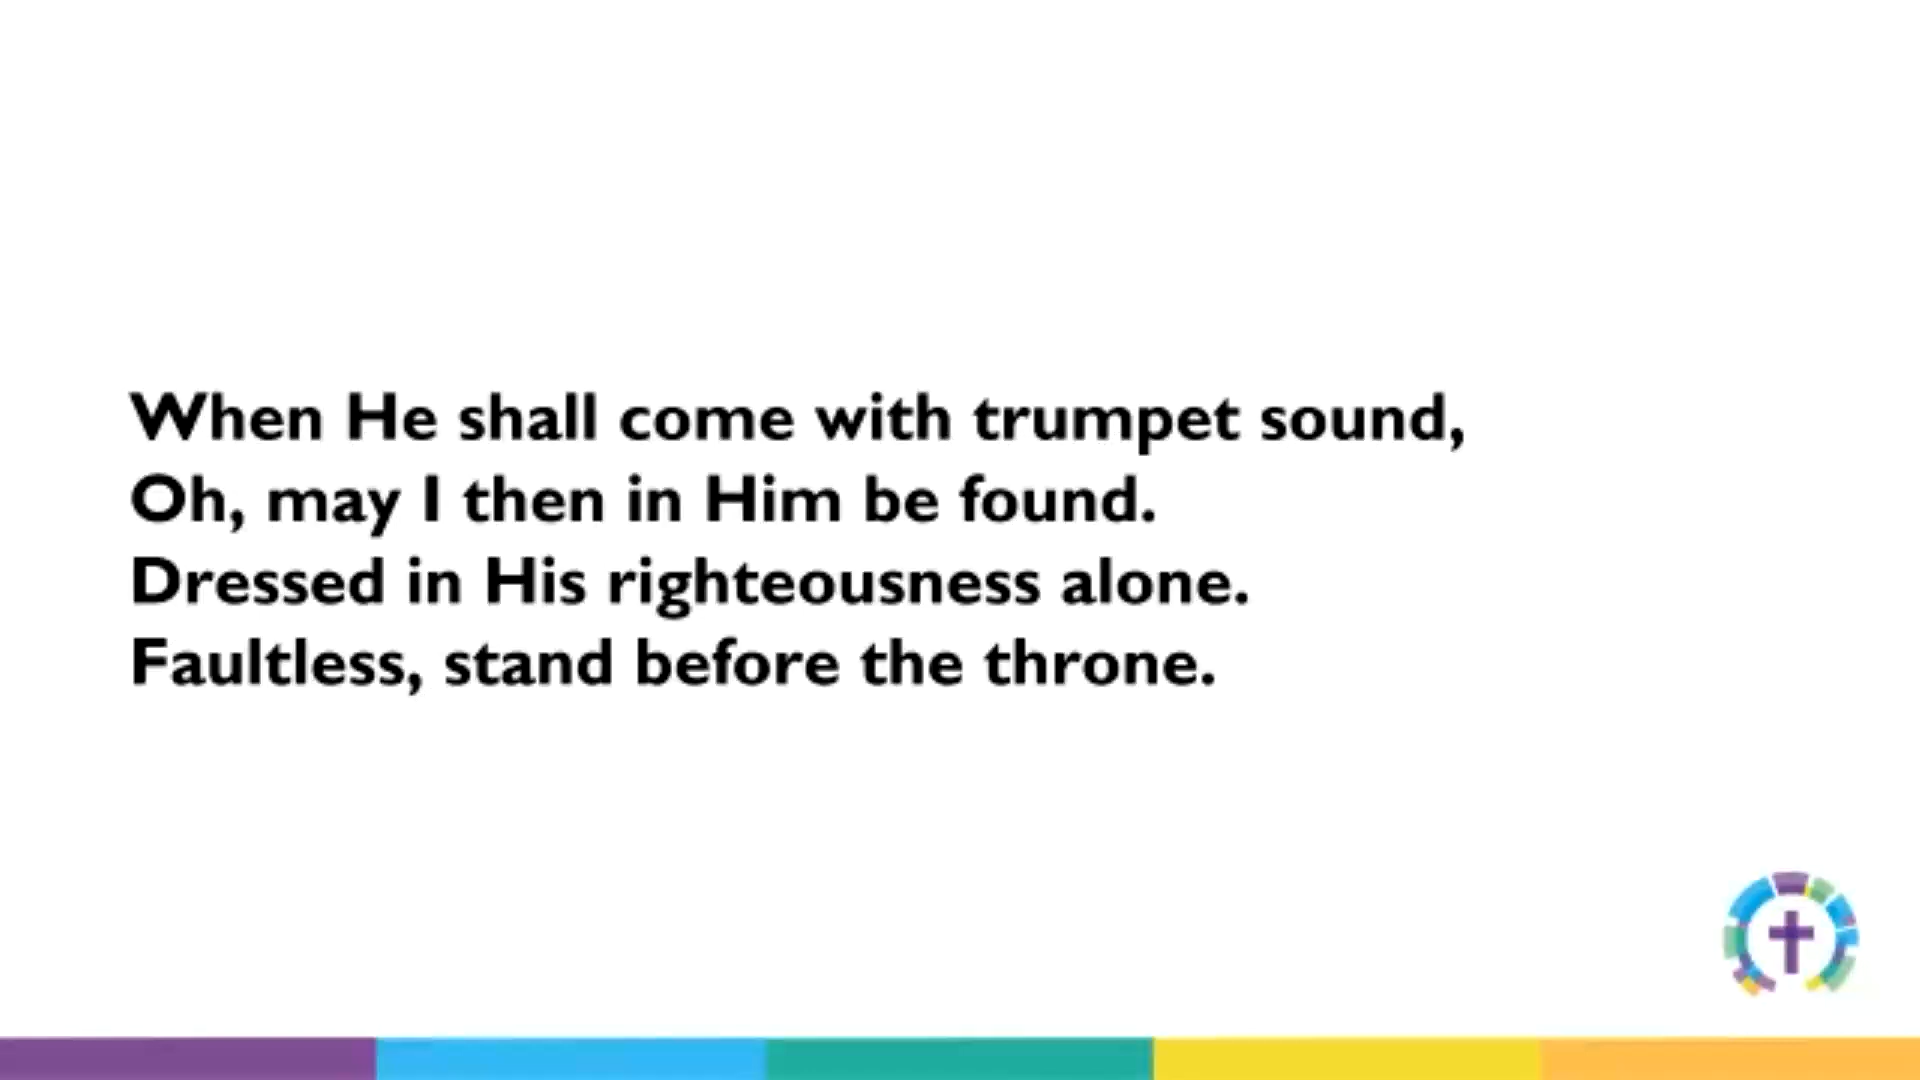 When He shall come with trumpet sound,
Oh, may I then in Him be found.
Dressed in His righteousness alone.
Faultless, stand before the throne.